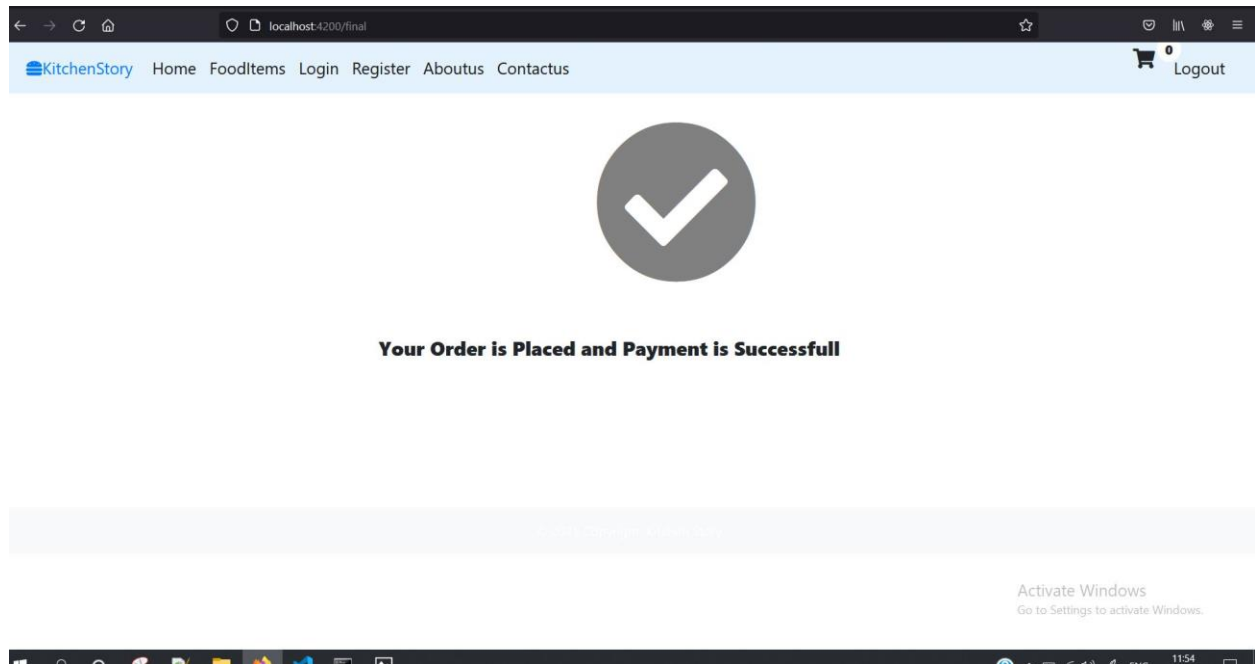 localhost:4200/final
KitchenStory Home FoodItems Login Register Aboutus Contactus 0 Logout
Your Order is Placed and Payment is Successfull
Activate Windows
Go to Settings to activate Windows.
ENG 11:54